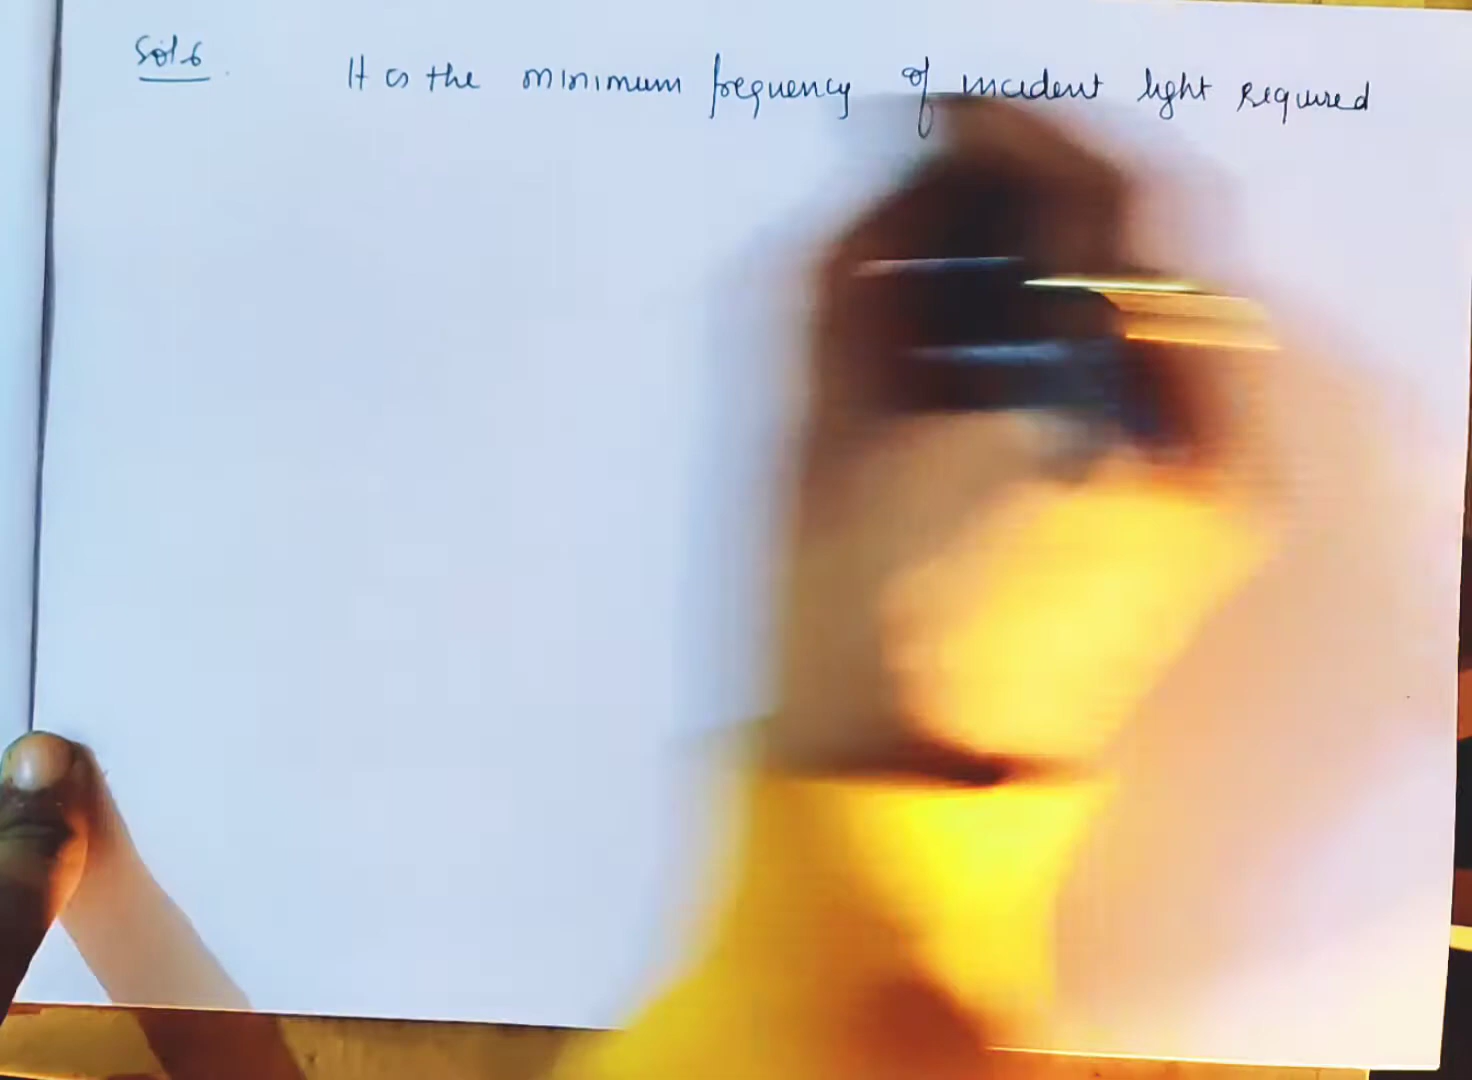 Sol 6.
It is the minimum frequency of incident light required